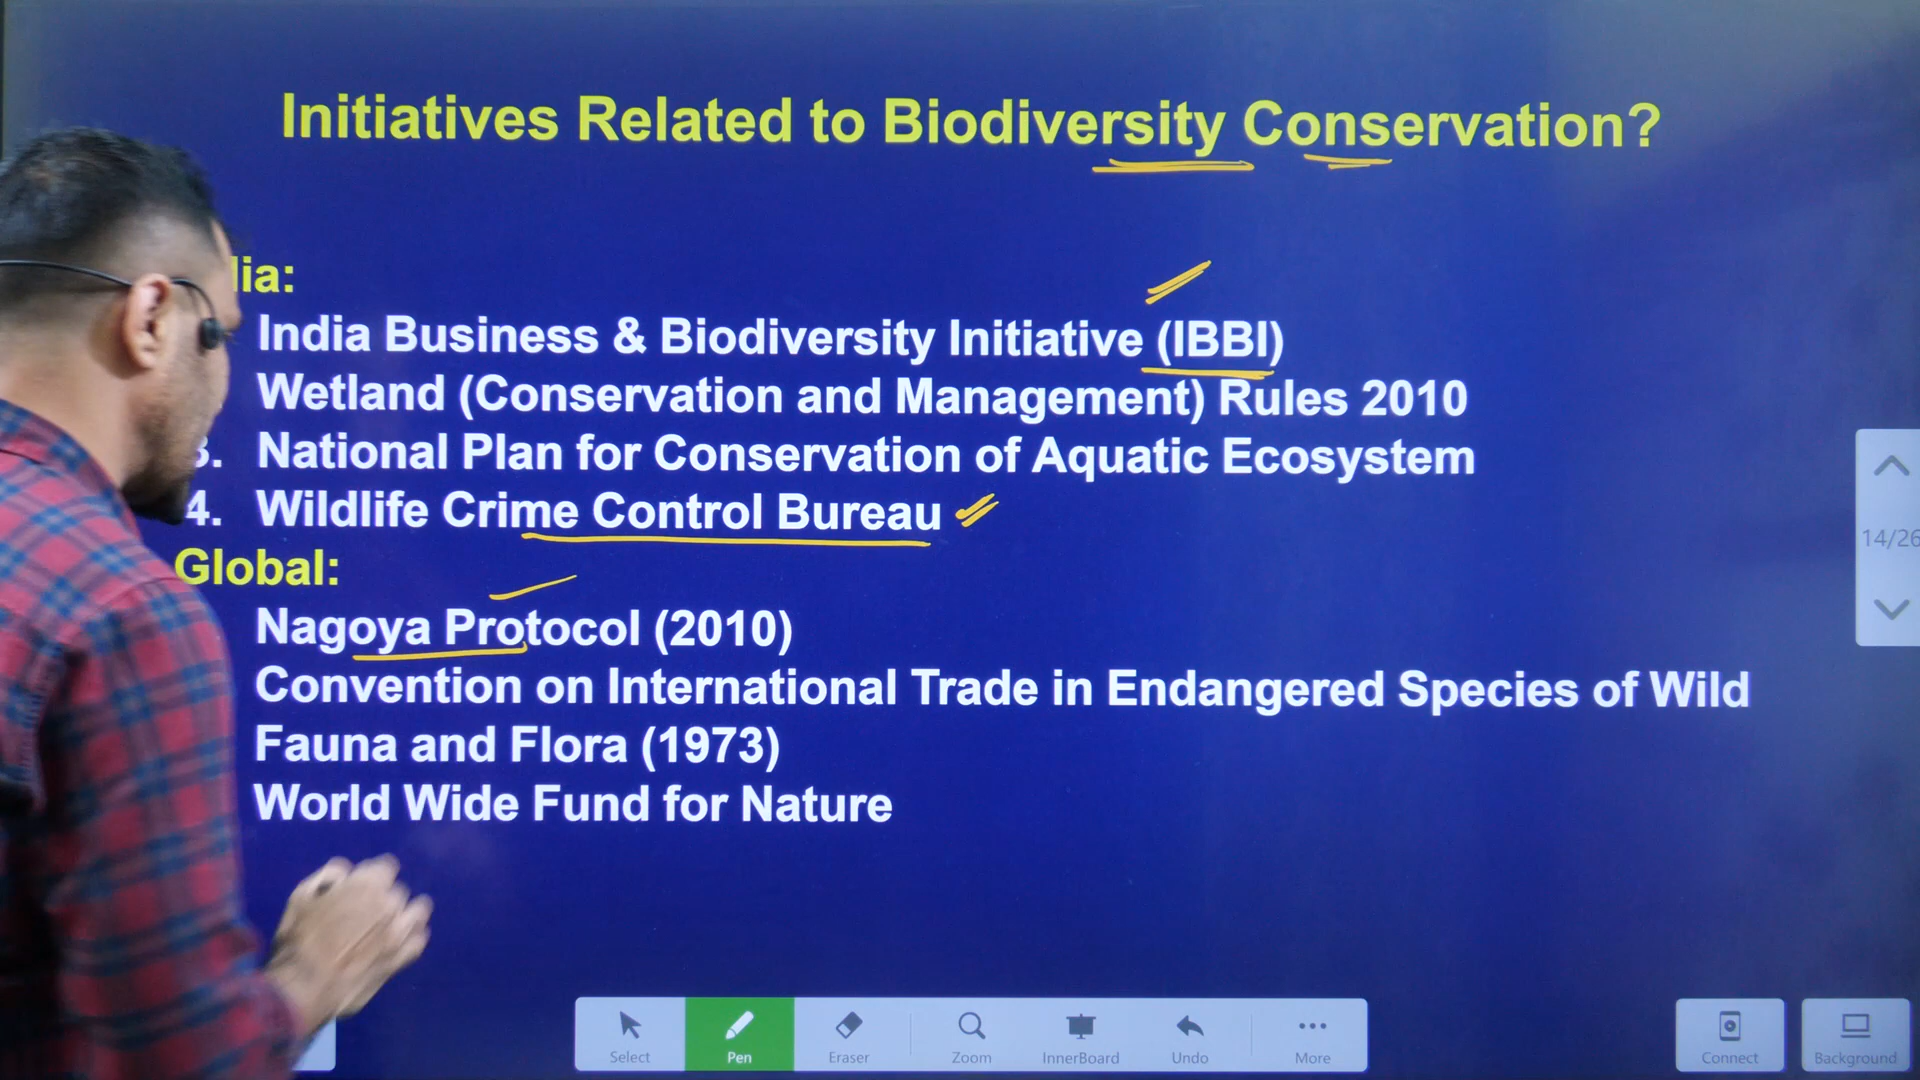 Initiatives Related to Biodiversity Conservation?
lia:
India Business & Biodiversity Initiative (IBBI)
Wetland (Conservation and Management) Rules 2010
3. National Plan for Conservation of Aquatic Ecosystem
4. Wildlife Crime Control Bureau
Global:
Nagoya Protocol (2010)
Convention on International Trade in Endangered Species of Wild
Fauna and Flora (1973)
World Wide Fund for Nature
14/26
Select Pen Eraser Zoom InnerBoard Undo More Connect Background